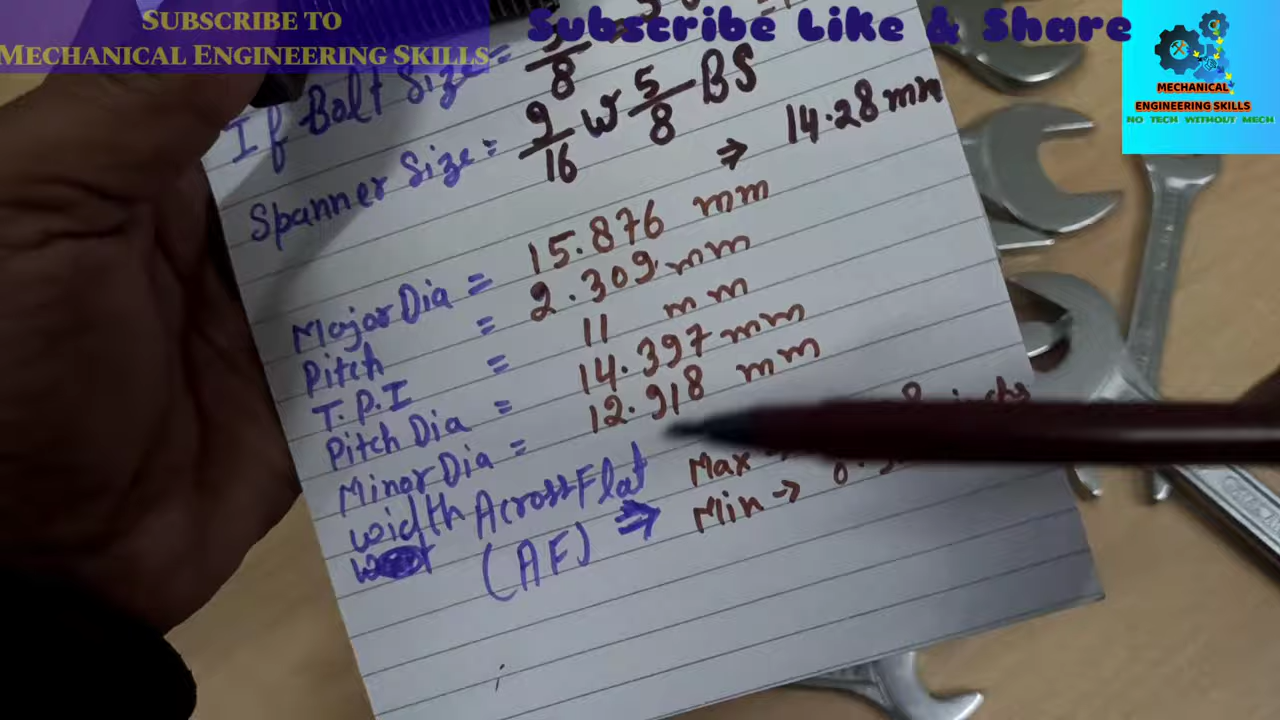 SUBSCRIBE TO
MECHANICAL ENGINEERING SKILLS
Subscribe Like & Share
MECHANICAL
ENGINEERING SKILLS
NO TECH WITHOUT MECH
If Bolt Size =
/8
Spanner Size = 9/16 W 5/8 BS
⇒ 14.28 mm
Major Dia = 15.876 mm
Pitch = 2.309 mm
T.P.I = 11 mm
Pitch Dia = 14.397 mm
Minor Dia = 12.918 mm
Width Across Flat Max →
(AF) ⇒ Min →